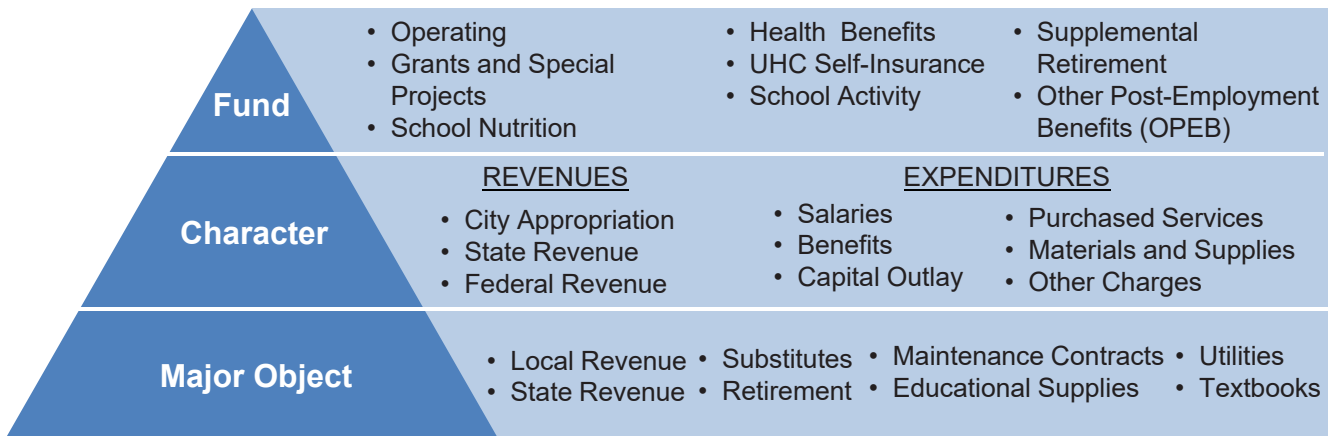 Fund
• Operating
• Grants and Special
Projects
• School Nutrition
• Health Benefits
• UHC Self-Insurance
• School Activity
• Supplemental
Retirement
• Other Post-Employment
Benefits (OPEB)
Character
REVENUES
• City Appropriation
• State Revenue
• Federal Revenue
EXPENDITURES
• Salaries
• Benefits
• Capital Outlay
• Purchased Services
• Materials and Supplies
• Other Charges
Major Object
• Local Revenue
• State Revenue
• Substitutes
• Retirement
• Maintenance Contracts
• Educational Supplies
• Utilities
• Textbooks